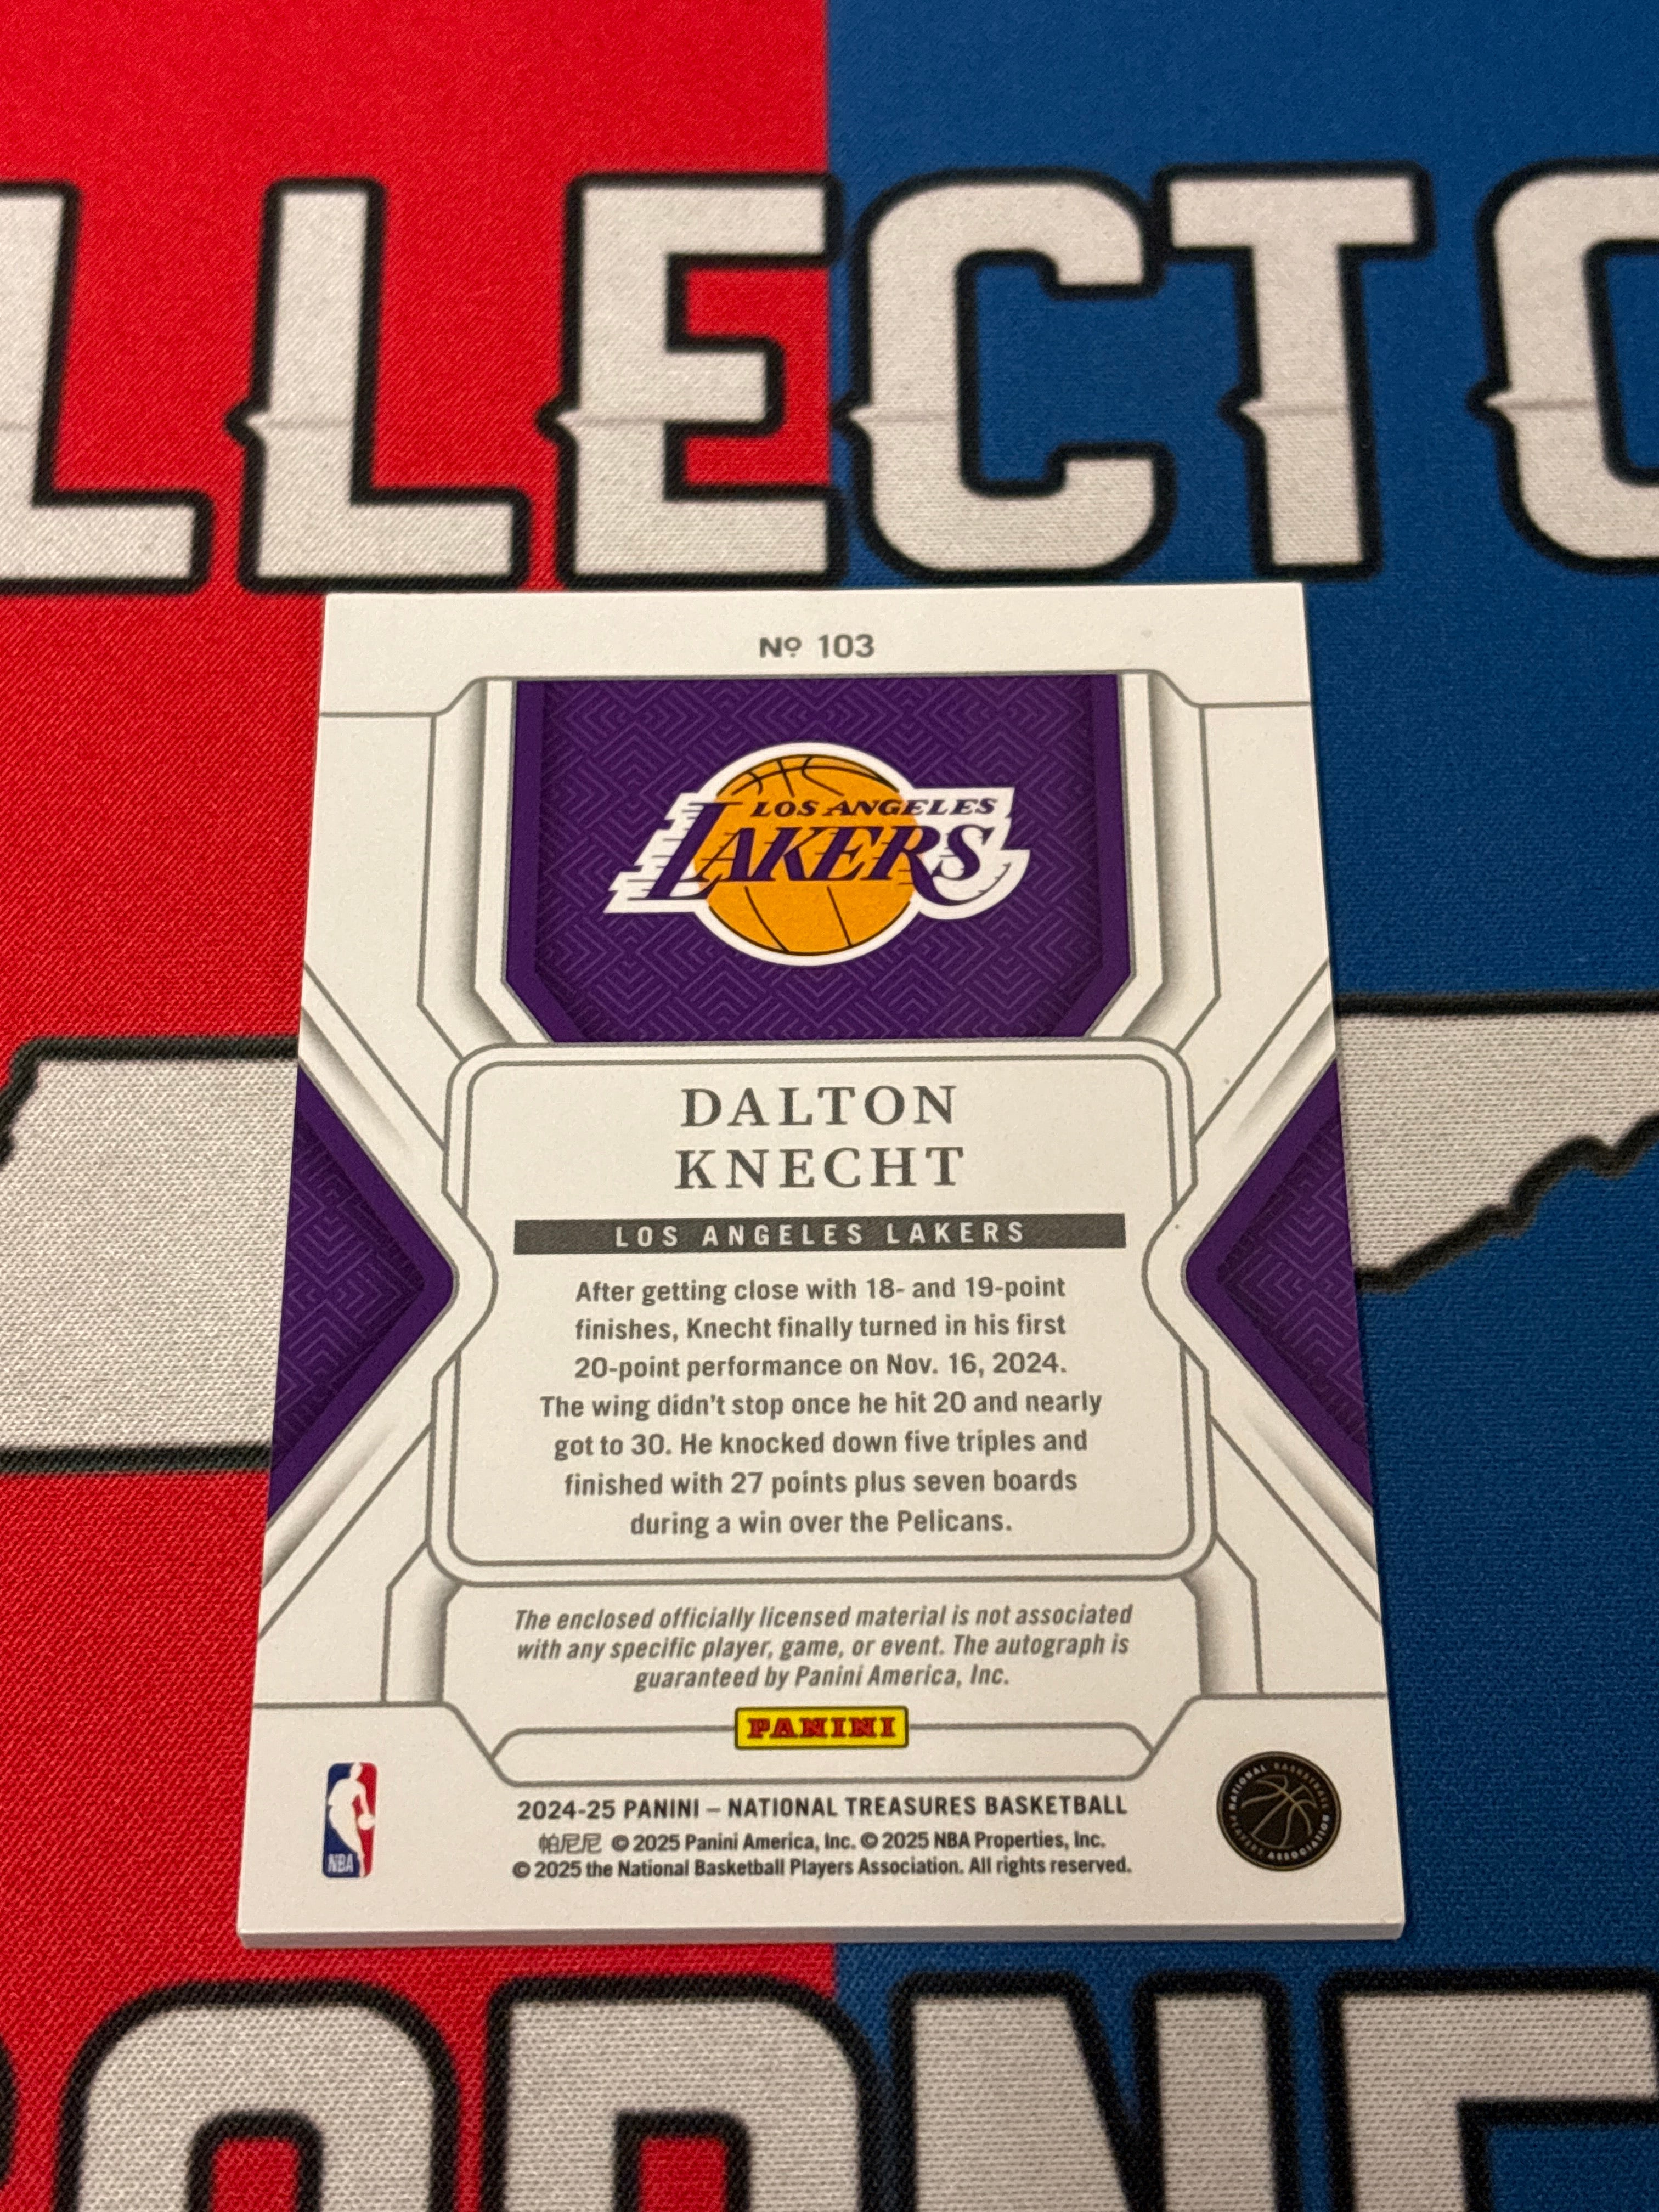 LLECTO
Nº 103
LOS ANGELES
LAKERS
DALTON
KNECHT
LOS ANGELES LAKERS
After getting close with 18- and 19-point
finishes, Knecht finally turned in his first
20-point performance on Nov. 16, 2024.
The wing didn't stop once he hit 20 and nearly
got to 30. He knocked down five triples and
finished with 27 points plus seven boards
during a win over the Pelicans.
The enclosed officially licensed material is not associated
with any specific player, game, or event. The autograph is
guaranteed by Panini America, Inc.
PANINI
NBA
NATIONAL BASKETBALL
PLAYERS ASSOCIATION
2024-25 PANINI – NATIONAL TREASURES BASKETBALL
帕尼尼 © 2025 Panini America, Inc. © 2025 NBA Properties, Inc.
© 2025 the National Basketball Players Association. All rights reserved.